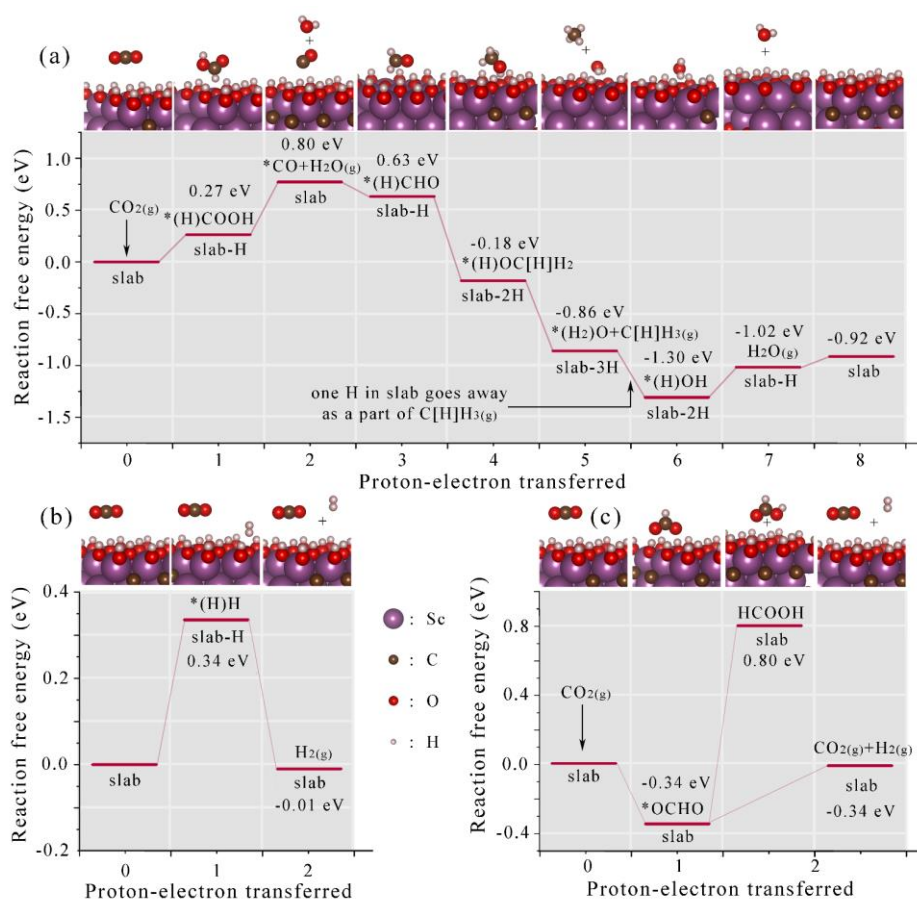 (a)
+
+
+
Reaction free energy (eV)
1.0
0.5
0.0
-0.5
-1.0
-1.5
CO2(g)
slab
0.27 eV
*(H)COOH
slab-H
0.80 eV
*CO+H2O(g)
slab
0.63 eV
*(H)CHO
slab-H
-0.18 eV
*(H)OC[H]H2
slab-2H
-0.86 eV
*(H2)O+C[H]H3(g)
slab-3H
one H in slab goes away
as a part of C[H]H3(g)
-1.30 eV
*(H)OH
slab-2H
-1.02 eV
H2O(g)
slab-H
-0.92 eV
slab
0 1 2 3 4 5 6 7 8
Proton-electron transferred
(b)
+
Reaction free energy (eV)
0.4
0.2
0.0
-0.2
slab
*(H)H
slab-H
0.34 eV
H2(g)
slab
-0.01 eV
0 1 2
Proton-electron transferred
: Sc
: C
: O
: H
(c)
+
+
Reaction free energy (eV)
0.8
0.4
0.0
-0.4
CO2(g)
slab
-0.34 eV
*OCHO
slab
HCOOH
slab
0.80 eV
CO2(g)+H2(g)
slab
-0.34 eV
0 1 2
Proton-electron transferred